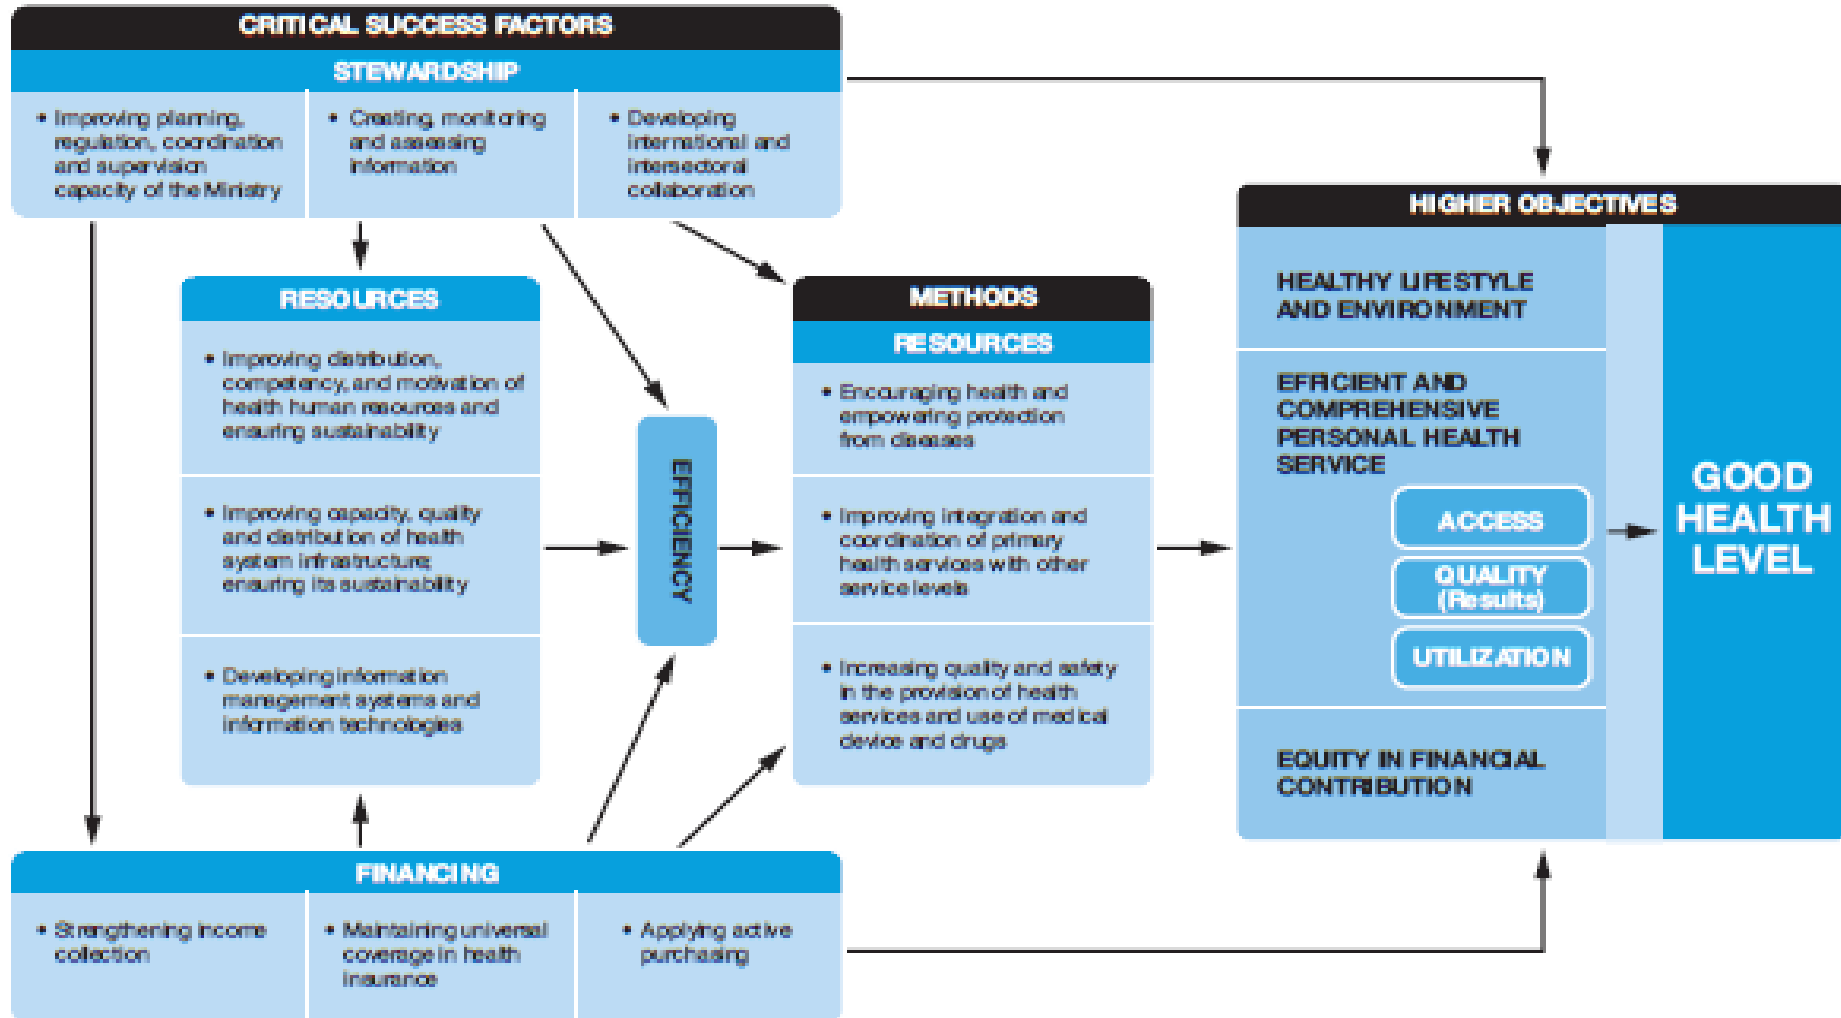 CRITICAL SUCCESS FACTORS
STEWARDSHIP
• Improving planning,
regulation, coordination
and supervision
capacity of the Ministry
• Creating, monitoring
and assessing
information
• Developing
international and
intersectoral
collaboration
RESOURCES
• Improving distribution,
competency, and motivation of
health human resources and
ensuring sustainability
• Improving capacity, quality
and distribution of health
system infrastructure;
ensuring its sustainability
• Developing information
management systems and
information technologies
EFFICIENCY
METHODS
RESOURCES
• Encouraging health and
empowering protection
from diseases
• Improving integration and
coordination of primary
health services with other
service levels
• Increasing quality and safety
in the provision of health
services and use of medical
device and drugs
HIGHER OBJECTIVES
HEALTHY LIFESTYLE
AND ENVIRONMENT
EFFICIENT AND
COMPREHENSIVE
PERSONAL HEALTH
SERVICE
ACCESS
QUALITY
(Results)
UTILIZATION
EQUITY IN FINANCIAL
CONTRIBUTION
GOOD
HEALTH
LEVEL
FINANCING
• Strengthening income
collection
• Maintaining universal
coverage in health
insurance
• Applying active
purchasing